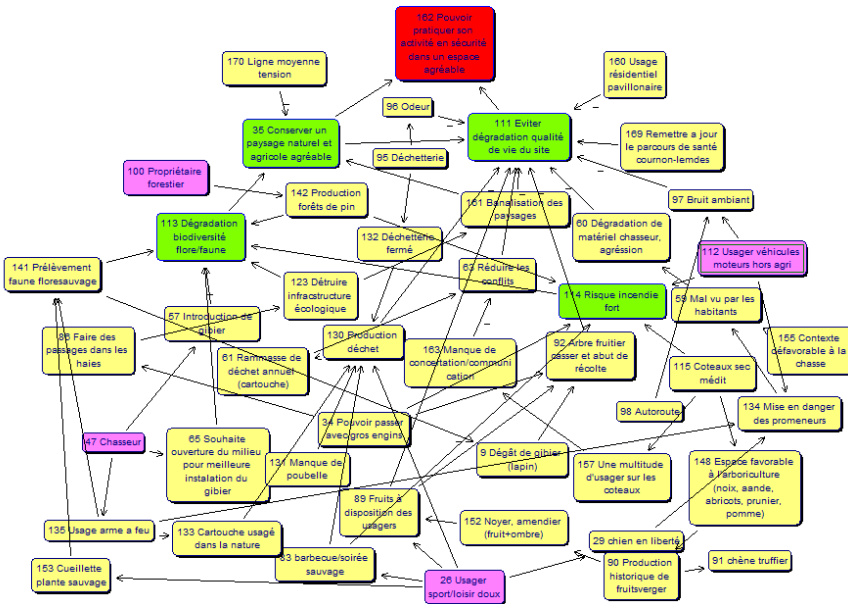 162 Pouvoir
pratiquer son
activité en sécurité
dans un espace
agréable
170 Ligne moyenne
tension
160 Usage
résidentiel
pavillonaire
96 Odeur
35 Conserver un
paysage naturel et
agricole agréable
111 Eviter
dégradation qualité
de vie du site
169 Remettre a jour
le parcours de santé
cournon-lemdes
95 Déchetterie
100 Propriétaire
forestier
142 Production
forêts de pin
161 Banalisation des
paysages
97 Bruit ambiant
113 Dégradation
biodiversité
flore/faune
60 Dégradation de
matériel chasseur,
agréssion
132 Déchetterie
fermé
112 Usager véhicules
moteurs hors agri
141 Prélèvement
faune floresauvage
63 Réduire les
conflits
123 Détruire
infracstructure
écologique
114 Risque incendie
fort
59 Mal vu par les
habitants
57 Introduction de
gibier
86 Faire des
passages dans les
haies
130 Production
déchet
92 Arbre fruitier
casser et abut de
récolte
155 Contexte
défavorable à la
chasse
61 Rammasse de
déchet annuel
(cartouche)
163 Manque de
concertation/communi
cation
115 Coteaux sec
médit
98 Autoroute
134 Mise en danger
des promeneurs
34 Pouvoir passer
avec gros engins
47 Chasseur
65 Souhaite
ouverture du milieu
pour meilleure
instalation du
gibier
131 Manque de
poubelle
9 Dégât de gibier
(lapin)
157 Une multitude
d'usager sur les
coteaux
148 Espace favorable
à l'arboriculture
(noix, aande,
abricots, prunier,
pomme)
89 Fruits à
disposition des
usagers
135 Usage arme a feu
133 Cartouche usagé
dans la nature
152 Noyer, amendier
(fruit+ombre)
29 chien en liberté
153 Cueillette
plante sauvage
barbecue/soirée
sauvage
26 Usager
sport/loisir doux
90 Production
historique de
fruitsverger
91 chêne truffier